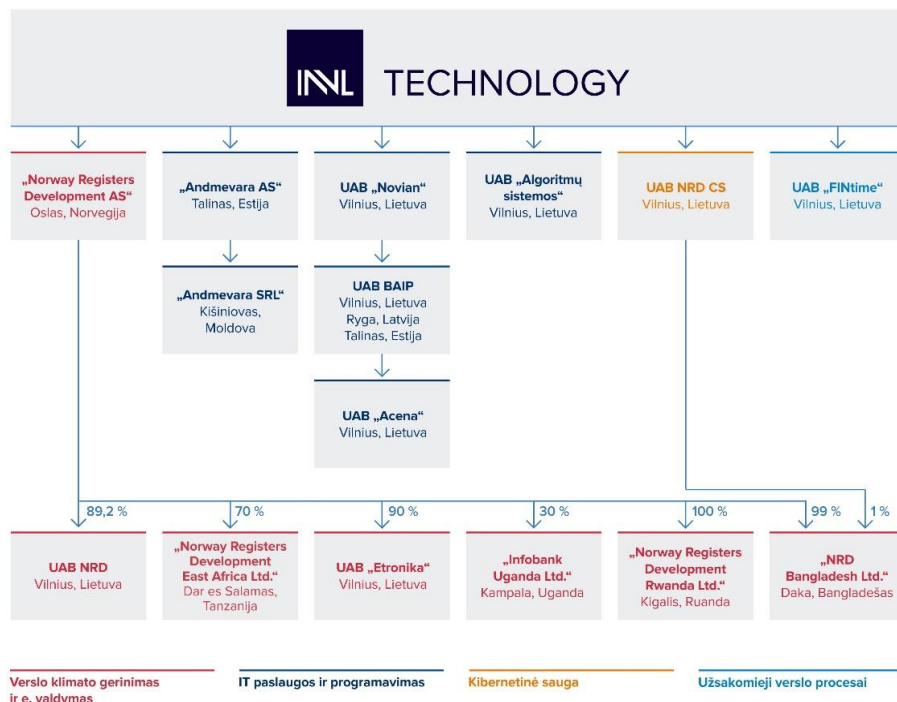 INVL TECHNOLOGY
„Norway Registers
Development AS“
Oslas, Norvegija
„Andmevara AS“
Talinas, Estija
UAB „Novian“
Vilnius, Lietuva
UAB „Algoritmų
sistemos“
Vilnius, Lietuva
UAB NRD CS
Vilnius, Lietuva
UAB „FINtime“
Vilnius, Lietuva
„Andmevara SRL“
Kišiniovas,
Moldova
UAB BAIP
Vilnius, Lietuva
Ryga, Latvija
Talinas, Estija
UAB „Acena“
Vilnius, Lietuva
89,2 %
70 %
90 %
30 %
100 %
99 %
1 %
UAB NRD
Vilnius, Lietuva
„Norway Registers
Development
East Africa Ltd.“
Dar es Salamas,
Tanzanija
UAB „Etronika“
Vilnius, Lietuva
„Infobank
Uganda Ltd.“
Kampala, Uganda
„Norway Registers
Development
Rwanda Ltd.“
Kigalis, Ruanda
„NRD
Bangladesh Ltd.“
Daka, Bangladešas
Verslo klimato gerinimas
ir e. valdymas
IT paslaugos ir programavimas
Kibernetinė sauga
Užsakomieji verslo procesai